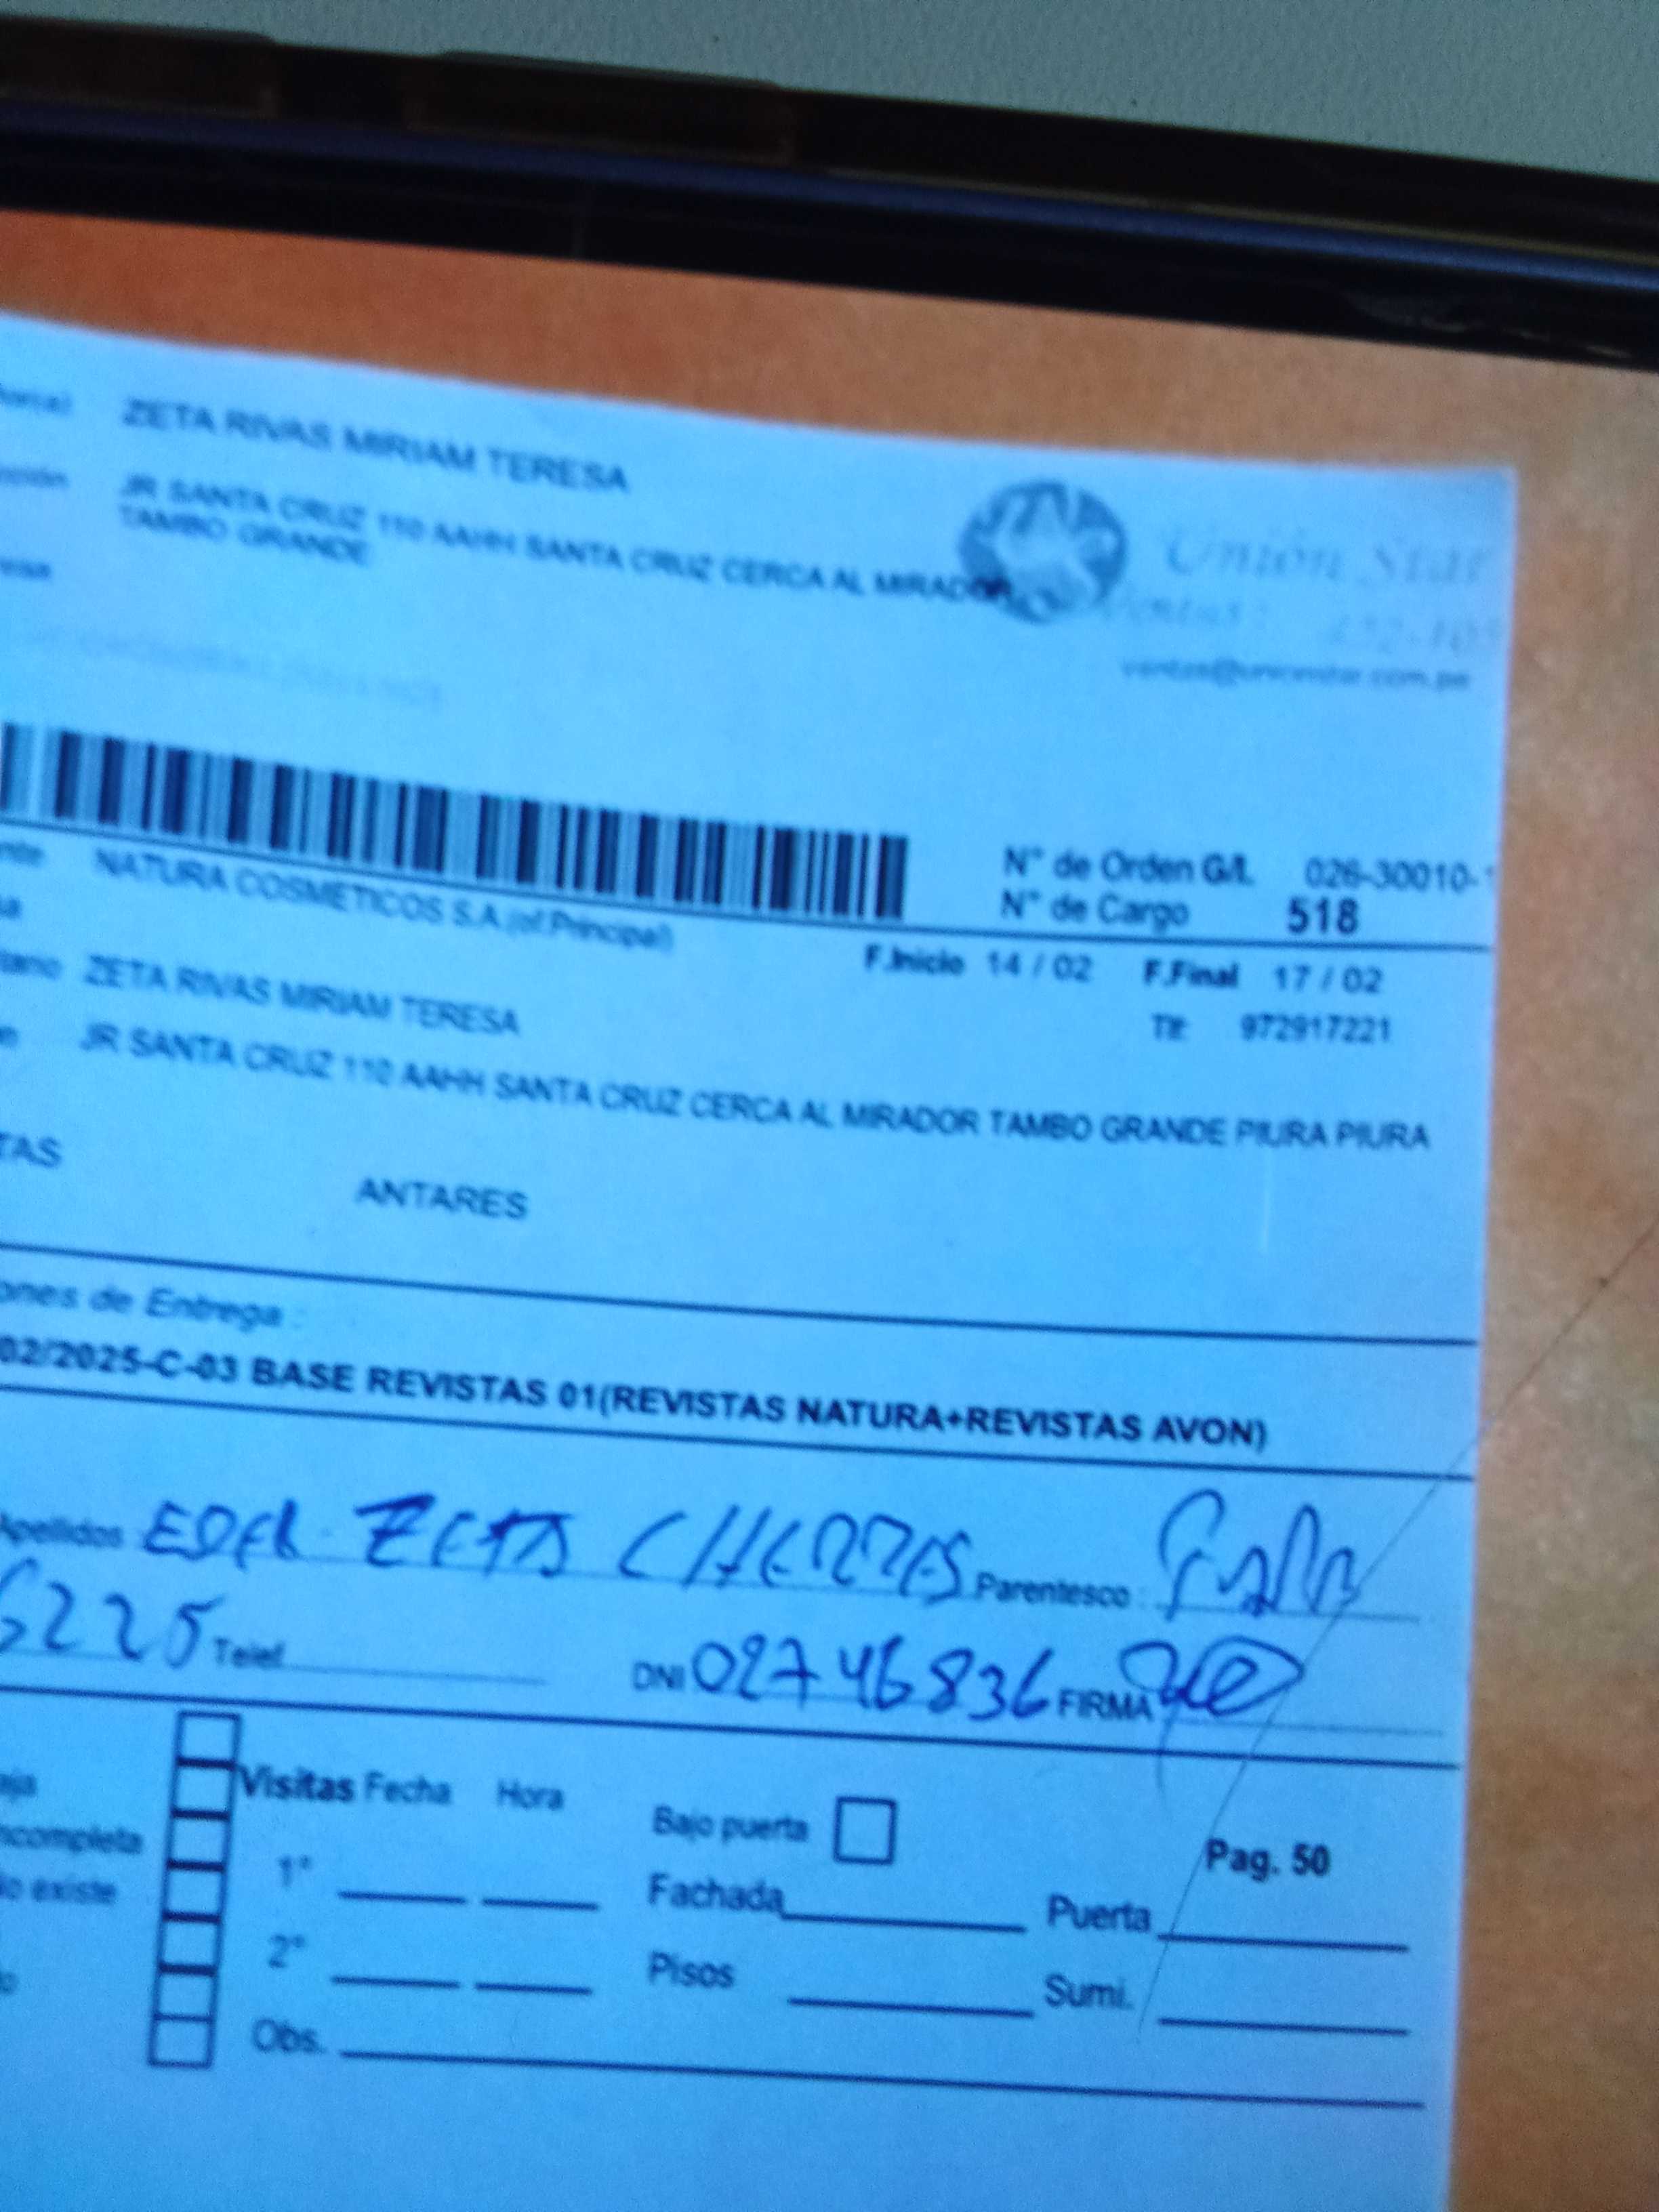 ZETA RIVAS MIRIAM TERESA
JR SANTA CRUZ 110 AAHH SANTA CRUZ CERCA AL MIRADOR
TAMBO GRANDE
Unión Star
ventas@unionstar.com.pe
N° de Orden G/I. 026-30010-
N° de Cargo 518
NATURA COSMETICOS S.A.(of.Principal)
F.Inicio 14 / 02 F.Final 17 / 02
ZETA RIVAS MIRIAM TERESA
Tlf: 972917221
JR SANTA CRUZ 110 AAHH SANTA CRUZ CERCA AL MIRADOR TAMBO GRANDE PIURA PIURA
TAS
ANTARES
ones de Entrega :
02/2025-C-03 BASE REVISTAS 01(REVISTAS NATURA+REVISTAS AVON)
Apellidos ZETA Parentesco :
6225 Telef. DNI 02746836 FIRMA
Visitas Fecha Hora
Bajo puerta
ncompleta
o existe
1°
Fachada
Puerta
Pag. 50
2°
Pisos
Sumi.
Obs.